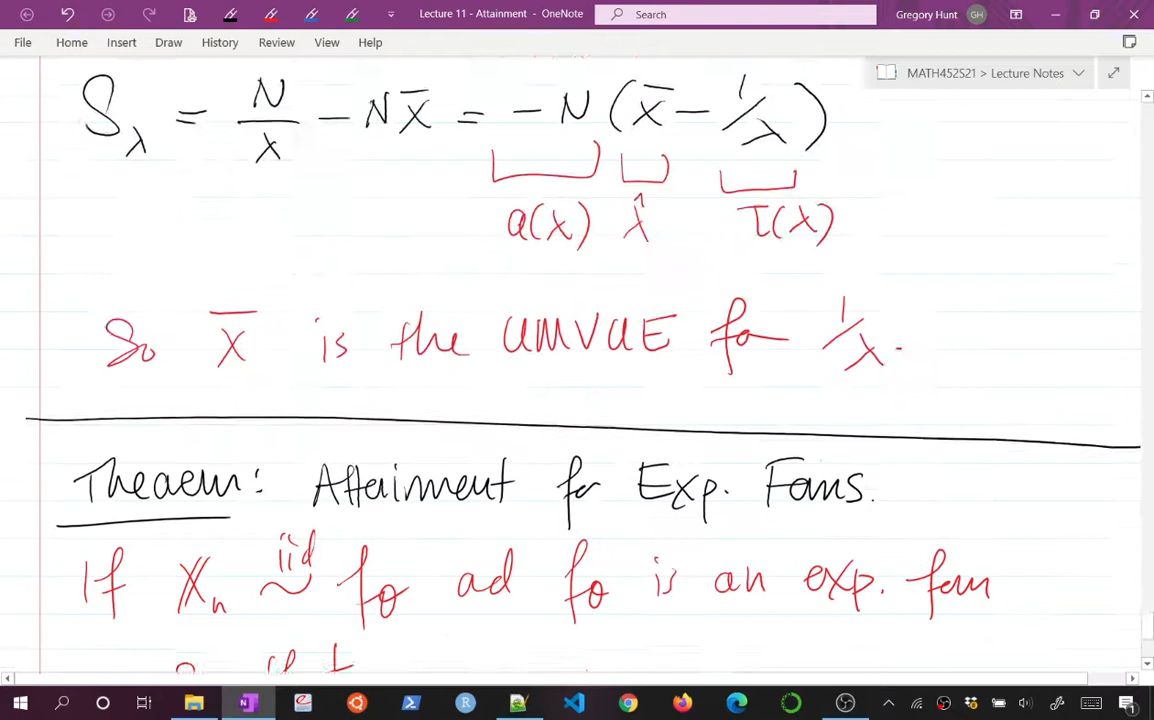 Lecture 11 - Attainment - OneNote
Search
Gregory Hunt
GH
File Home Insert Draw History Review View Help
MATH452S21 > Lecture Notes
S_λ = N/λ - N X̄ = - N ( X̄ - 1/λ )
a(λ) λ̂ τ(λ)
So X̄ is the UMVUE for 1/λ.
Theorem: Attainment for Exp. Fams.
If X_n iid ~ f_θ ad f_θ is an exp. fam